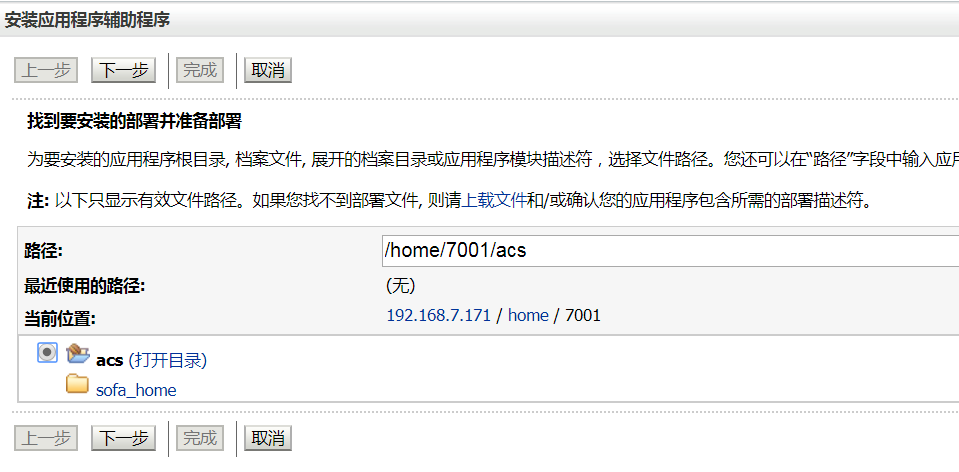 安装应用程序辅助程序
上一步 下一步 完成 取消
找到要安装的部署并准备部署
为要安装的应用程序根目录, 档案文件, 展开的档案目录或应用程序模块描述符，选择文件路径。您还可以在“路径”字段中输入应用
注: 以下只显示有效文件路径。如果您找不到部署文件, 则请上载文件和/或确认您的应用程序包含所需的部署描述符。
路径: /home/7001/acs
最近使用的路径: (无)
当前位置: 192.168.7.171 / home / 7001
acs (打开目录)
sofa_home
上一步 下一步 完成 取消